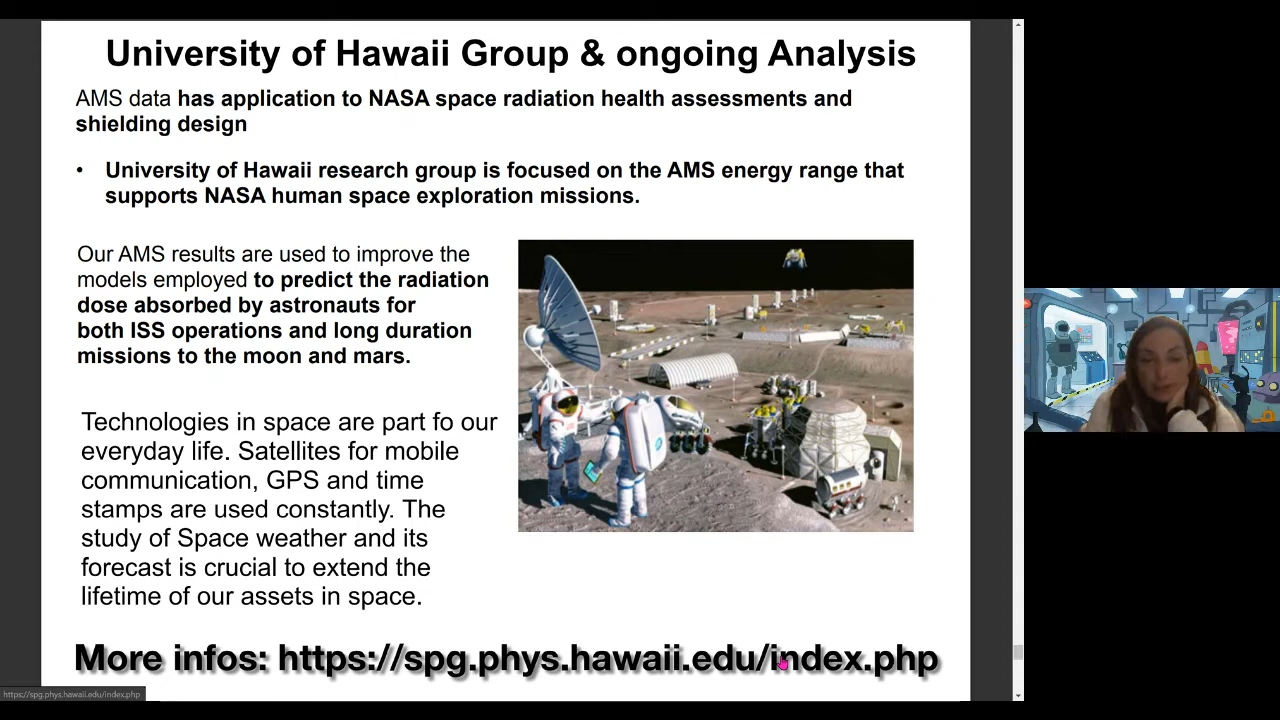 University of Hawaii Group & ongoing Analysis
AMS data has application to NASA space radiation health assessments and
shielding design
• University of Hawaii research group is focused on the AMS energy range that
supports NASA human space exploration missions.
Our AMS results are used to improve the
models employed to predict the radiation
dose absorbed by astronauts for
both ISS operations and long duration
missions to the moon and mars.
Technologies in space are part fo our
everyday life. Satellites for mobile
communication, GPS and time
stamps are used constantly. The
study of Space weather and its
forecast is crucial to extend the
lifetime of our assets in space.
More infos: https://spg.phys.hawaii.edu/index.php
https://spg.phys.hawaii.edu/index.php